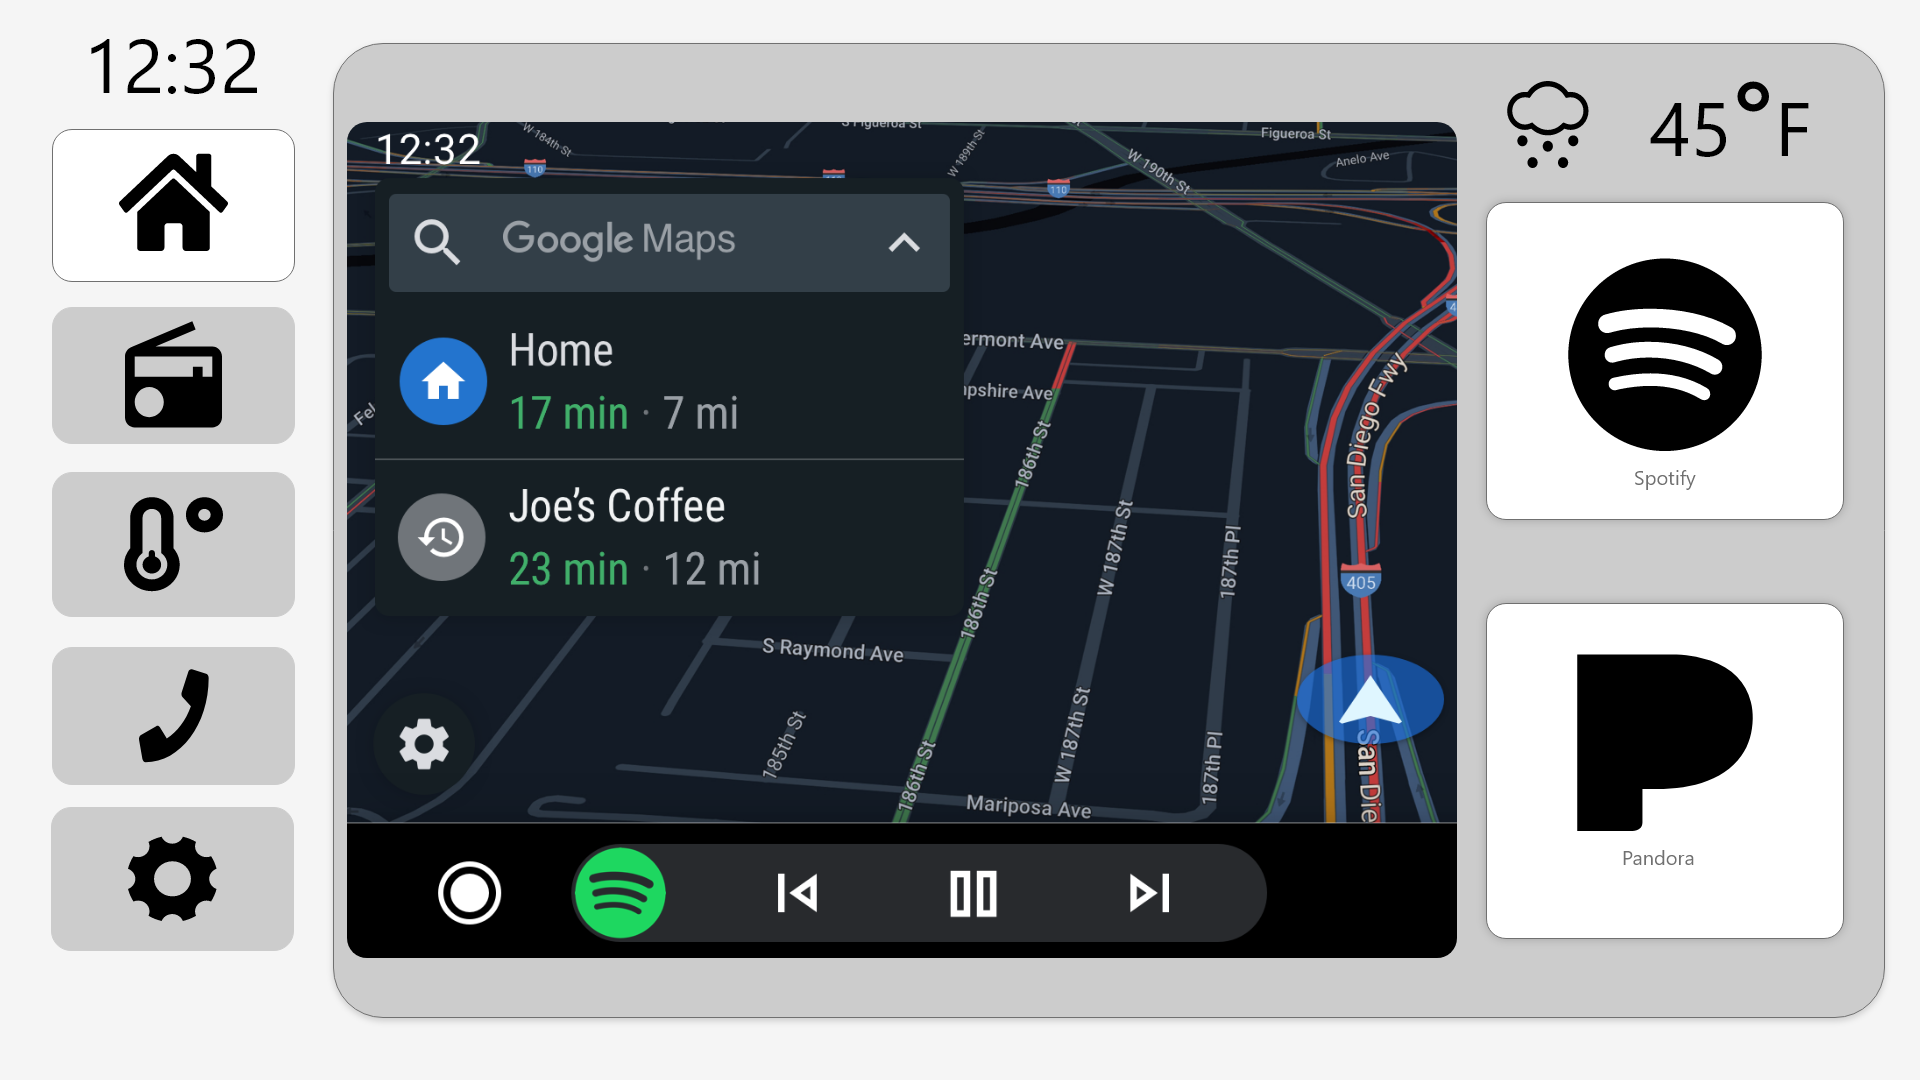 12:32
45°F
12:32
S Figueroa St
Figueroa St
W 184th St
W 189th St
W 190th St
Anelo Ave
110
110
Google Maps
Home
17 min · 7 mi
Joe's Coffee
23 min · 12 mi
ermont Ave
pshire Ave
186th St
San Diego Fwy
W 187th St
187th Pl
405
186th St
S Raymond Ave
185th St
W 187th St
187th Pl
186th St
San Die
Mariposa Ave
Spotify
Pandora